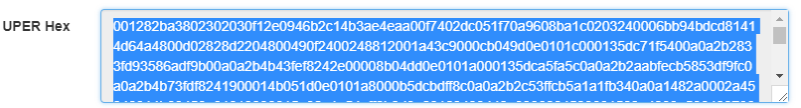 UPER Hex
001282ba3802302030f12e0946b2c14b3ae4eaa00f7402dc051f70a9608ba1c0203240006bb94bdcd8141
4d64a4800d02828d2204800490f2400248812001a43c9000cb049d0e0101c000135dc71f5400a0a2b283
3fd93586adf9b00a0a2b4b43fef8242e00008b04dd0e0101a000135dca5fa5c0a0a2b2aabfecb5853df9fc0
a0a2b4b73fdf8241900014b051d0e0101a8000b5dcbdff8c0a0a2b2c53ffcb5a1a1fb340a0a1482a0002a45